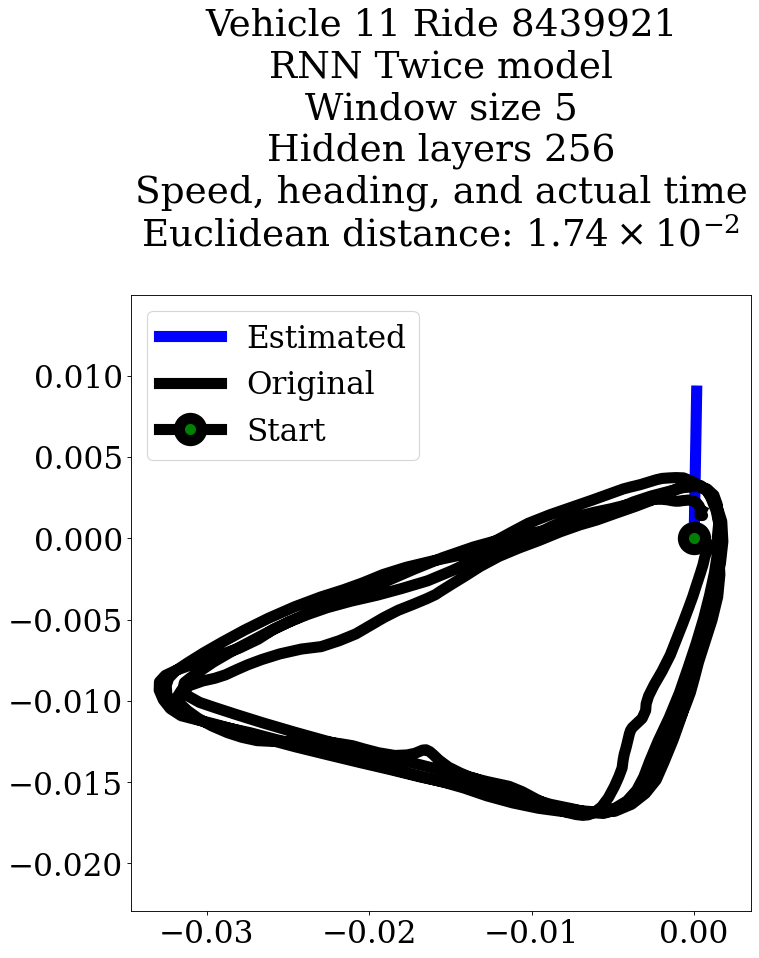 Vehicle 11 Ride 8439921
RNN Twice model
Window size 5
Hidden layers 256
Speed, heading, and actual time
Euclidean distance: 1.74 × 10⁻²
Estimated
Original
Start
0.010
0.005
0.000
−0.005
−0.010
−0.015
−0.020
−0.03 −0.02 −0.01 0.00